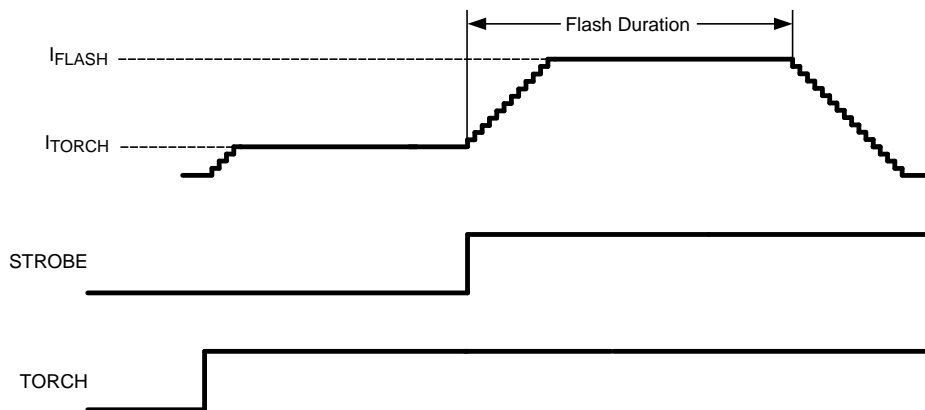 Flash Duration
IFLASH
ITORCH
STROBE
TORCH